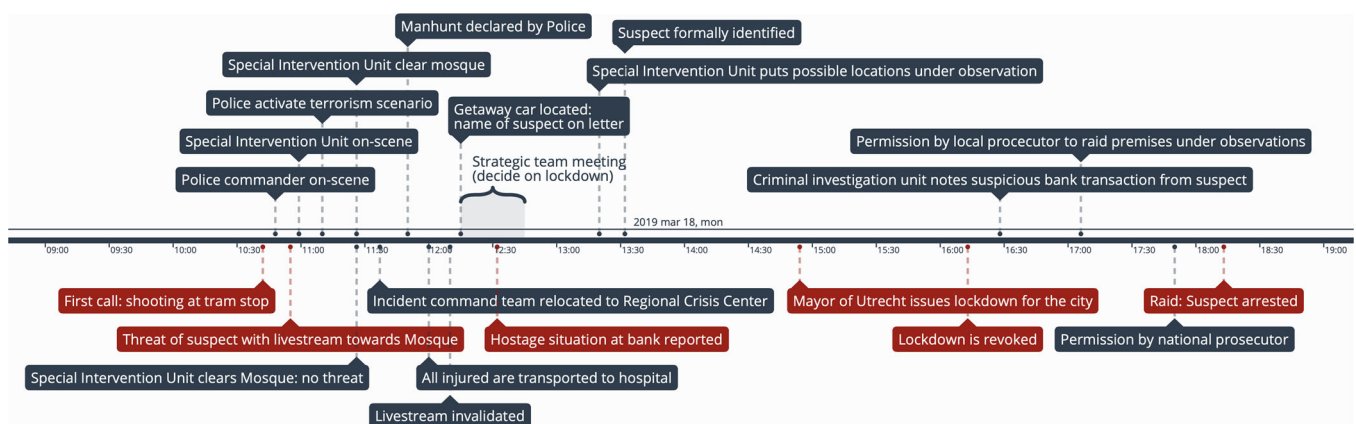 Manhunt declared by Police
Suspect formally identified
Special Intervention Unit clear mosque
Special Intervention Unit puts possible locations under observation
Police activate terrorism scenario
Getaway car located:
name of suspect on letter
Special Intervention Unit on-scene
Permission by local procecutor to raid premises under observations
Strategic team meeting
(decide on lockdown)
Police commander on-scene
Criminal investigation unit notes suspicious bank transaction from suspect
2019 mar 18, mon
09:00 09:30 10:00 10:30 11:00 11:30 12:00 12:30 13:00 13:30 14:00 14:30 15:00 15:30 16:00 16:30 17:00 17:30 18:00 18:30 19:00
First call: shooting at tram stop
Incident command team relocated to Regional Crisis Center
Mayor of Utrecht issues lockdown for the city
Raid: Suspect arrested
Threat of suspect with livestream towards Mosque
Hostage situation at bank reported
Lockdown is revoked
Permission by national prosecutor
Special Intervention Unit clears Mosque: no threat
All injured are transported to hospital
Livestream invalidated